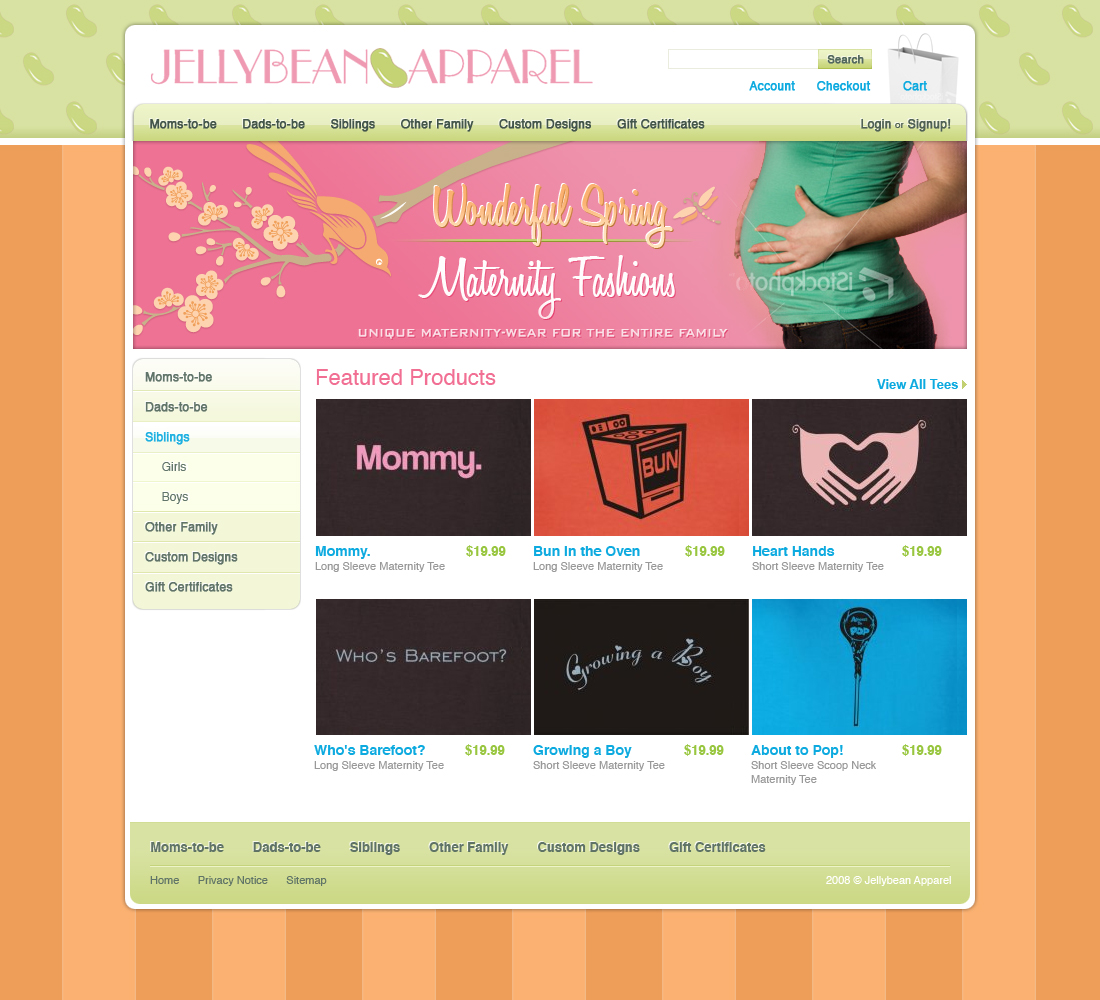 JELLYBEAN APPAREL
Search
Account Checkout Cart
Moms-to-be Dads-to-be Siblings Other Family Custom Designs Gift Certificates Login or Signup!
Wonderful Spring
Maternity Fashions
UNIQUE MATERNITY-WEAR FOR THE ENTIRE FAMILY
iStockphoto
Moms-to-be
Dads-to-be
Siblings
Girls
Boys
Other Family
Custom Designs
Gift Certificates
Featured Products
View All Tees
Mommy.
BUN
Mommy. $19.99
Long Sleeve Maternity Tee
Bun In the Oven $19.99
Long Sleeve Maternity Tee
Heart Hands $19.99
Short Sleeve Maternity Tee
WHO'S BAREFOOT?
Growing a Boy
About
to
POP
Who's Barefoot? $19.99
Long Sleeve Maternity Tee
Growing a Boy $19.99
Short Sleeve Maternity Tee
About to Pop! $19.99
Short Sleeve Scoop Neck
Maternity Tee
Moms-to-be Dads-to-be Siblings Other Family Custom Designs Gift Certificates
Home Privacy Notice Sitemap 2008 © Jellybean Apparel